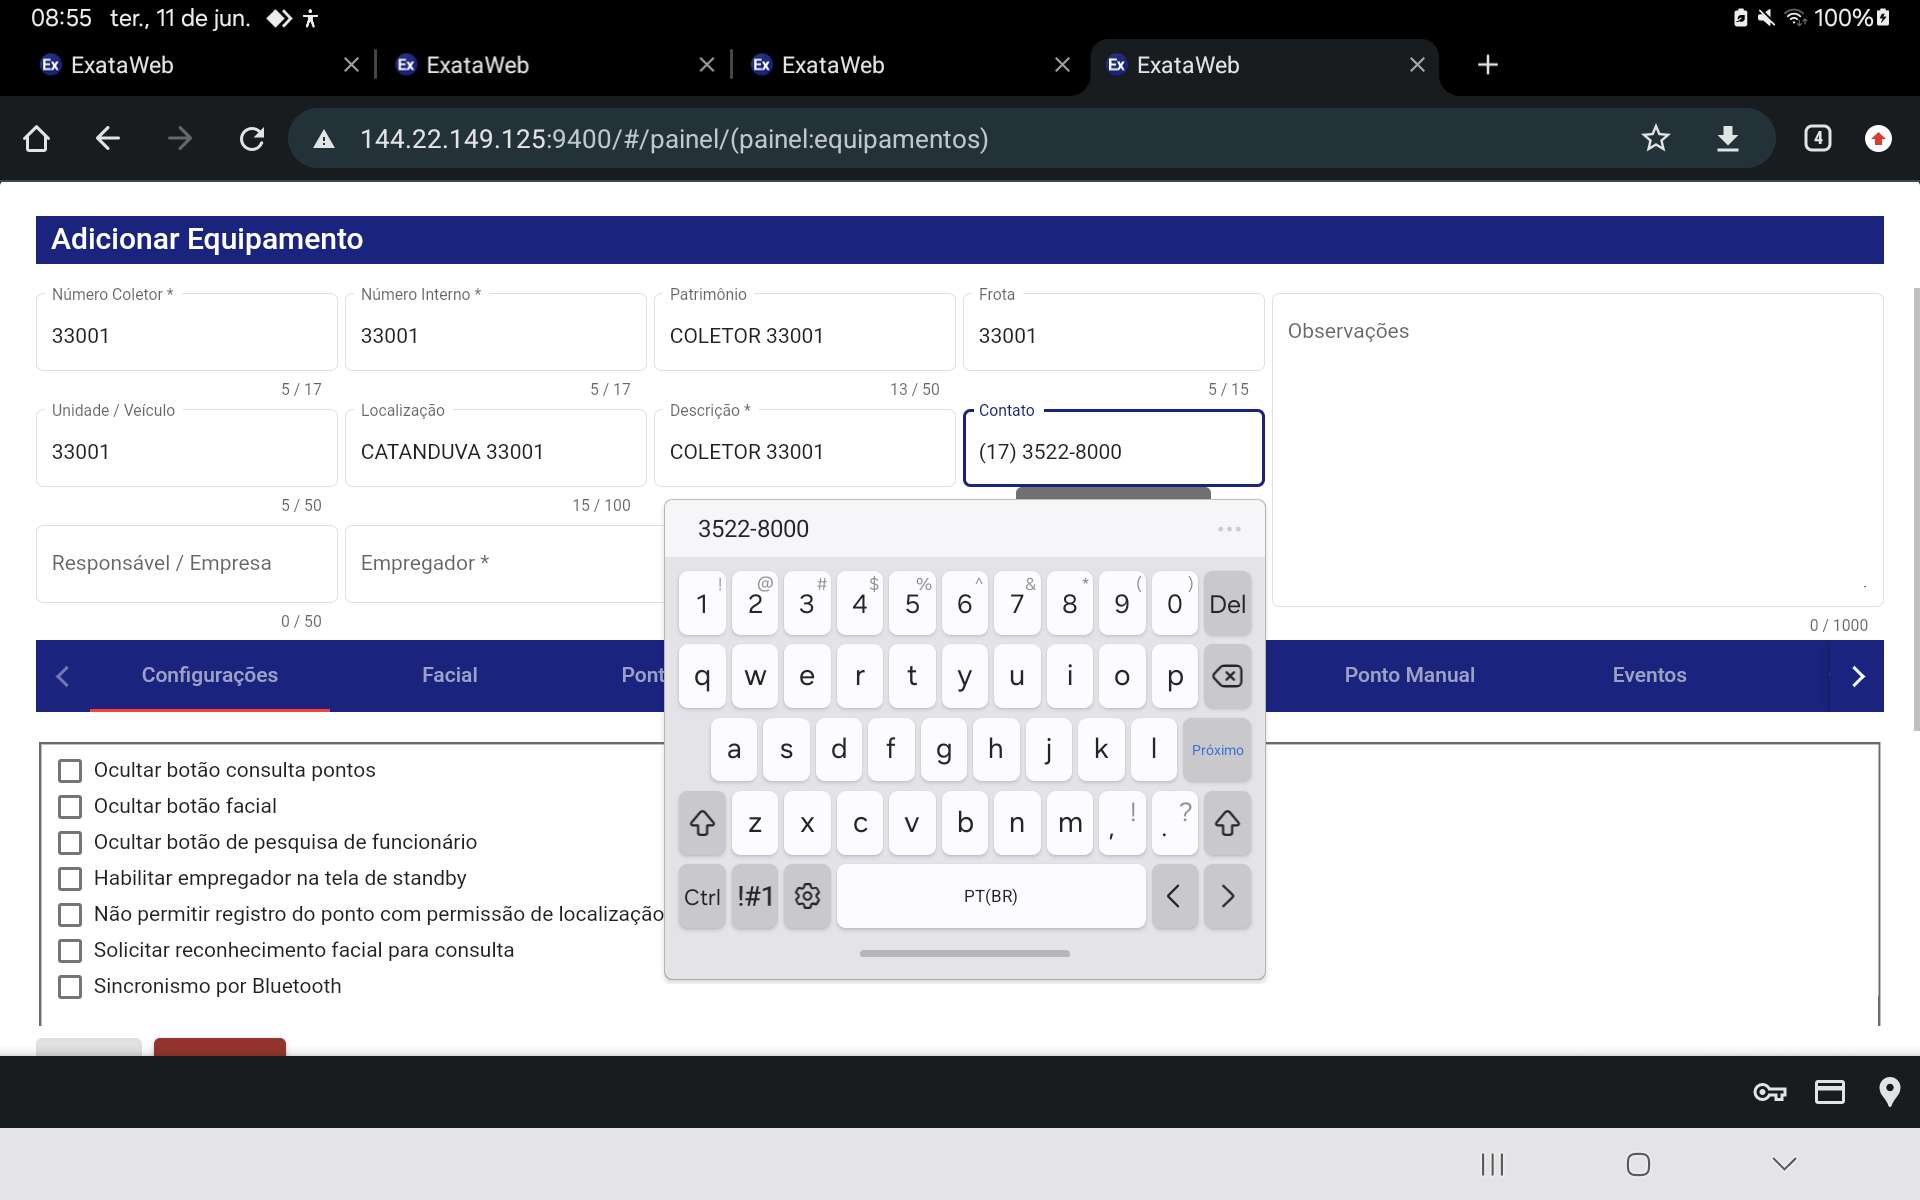 08:55 ter., 11 de jun. 100%
Ex ExataWeb Ex ExataWeb Ex ExataWeb Ex ExataWeb
144.22.149.125:9400/#/painel/(painel:equipamentos) 4
Adicionar Equipamento
Número Coletor * Número Interno * Patrimônio Frota
33001 33001 COLETOR 33001 33001 Observações
5 / 17 5 / 17 13 / 50 5 / 15
Unidade / Veículo Localização Descrição * Contato
33001 CATANDUVA 33001 COLETOR 33001 (17) 3522-8000
5 / 50 15 / 100
Responsável / Empresa Empregador *
0 / 50 0 / 1000
Configurações Facial Pont Ponto Manual Eventos
Ocultar botão consulta pontos
Ocultar botão facial
Ocultar botão de pesquisa de funcionário
Habilitar empregador na tela de standby
Não permitir registro do ponto com permissão de localização
Solicitar reconhecimento facial para consulta
Sincronismo por Bluetooth
3522-8000 ...
! @ # $ % ^ & * ( )
1 2 3 4 5 6 7 8 9 0 Del
q w e r t y u i o p
a s d f g h j k l Próximo
z x c v b n m , ! . ?
Ctrl !#1 PT(BR) < >